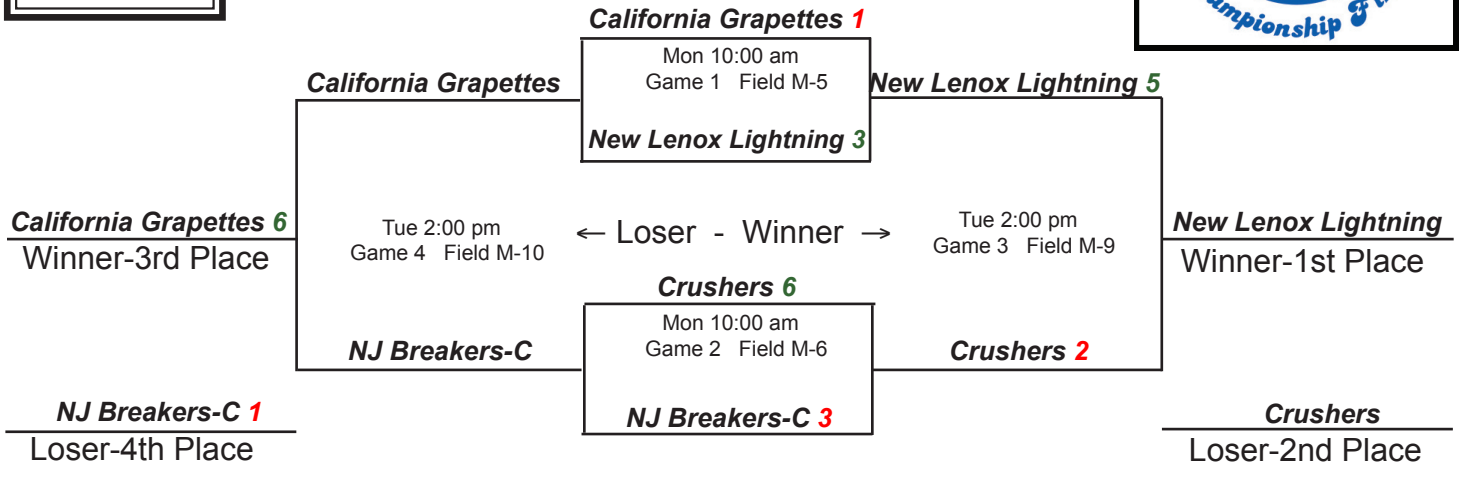 California Grapettes 1
Mon 10:00 am
Game 1 Field M-5
New Lenox Lightning 3
California Grapettes
New Lenox Lightning 5
California Grapettes 6
Winner-3rd Place
Tue 2:00 pm
Game 4 Field M-10
← Loser - Winner →
Tue 2:00 pm
Game 3 Field M-9
New Lenox Lightning
Winner-1st Place
Crushers 6
Mon 10:00 am
Game 2 Field M-6
NJ Breakers-C 3
NJ Breakers-C
Crushers 2
NJ Breakers-C 1
Loser-4th Place
Crushers
Loser-2nd Place